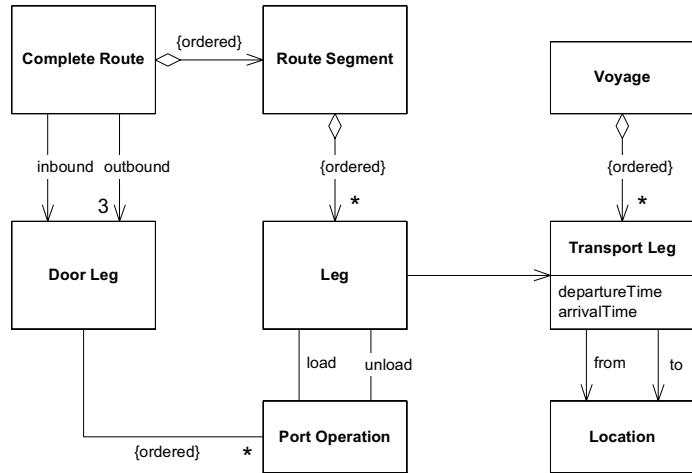 Complete Route
{ordered}
Route Segment
Voyage
inbound
outbound
{ordered}
{ordered}
3
*
*
Door Leg
Leg
Transport Leg
departureTime
arrivalTime
load
unload
from
to
{ordered}
*
Port Operation
Location